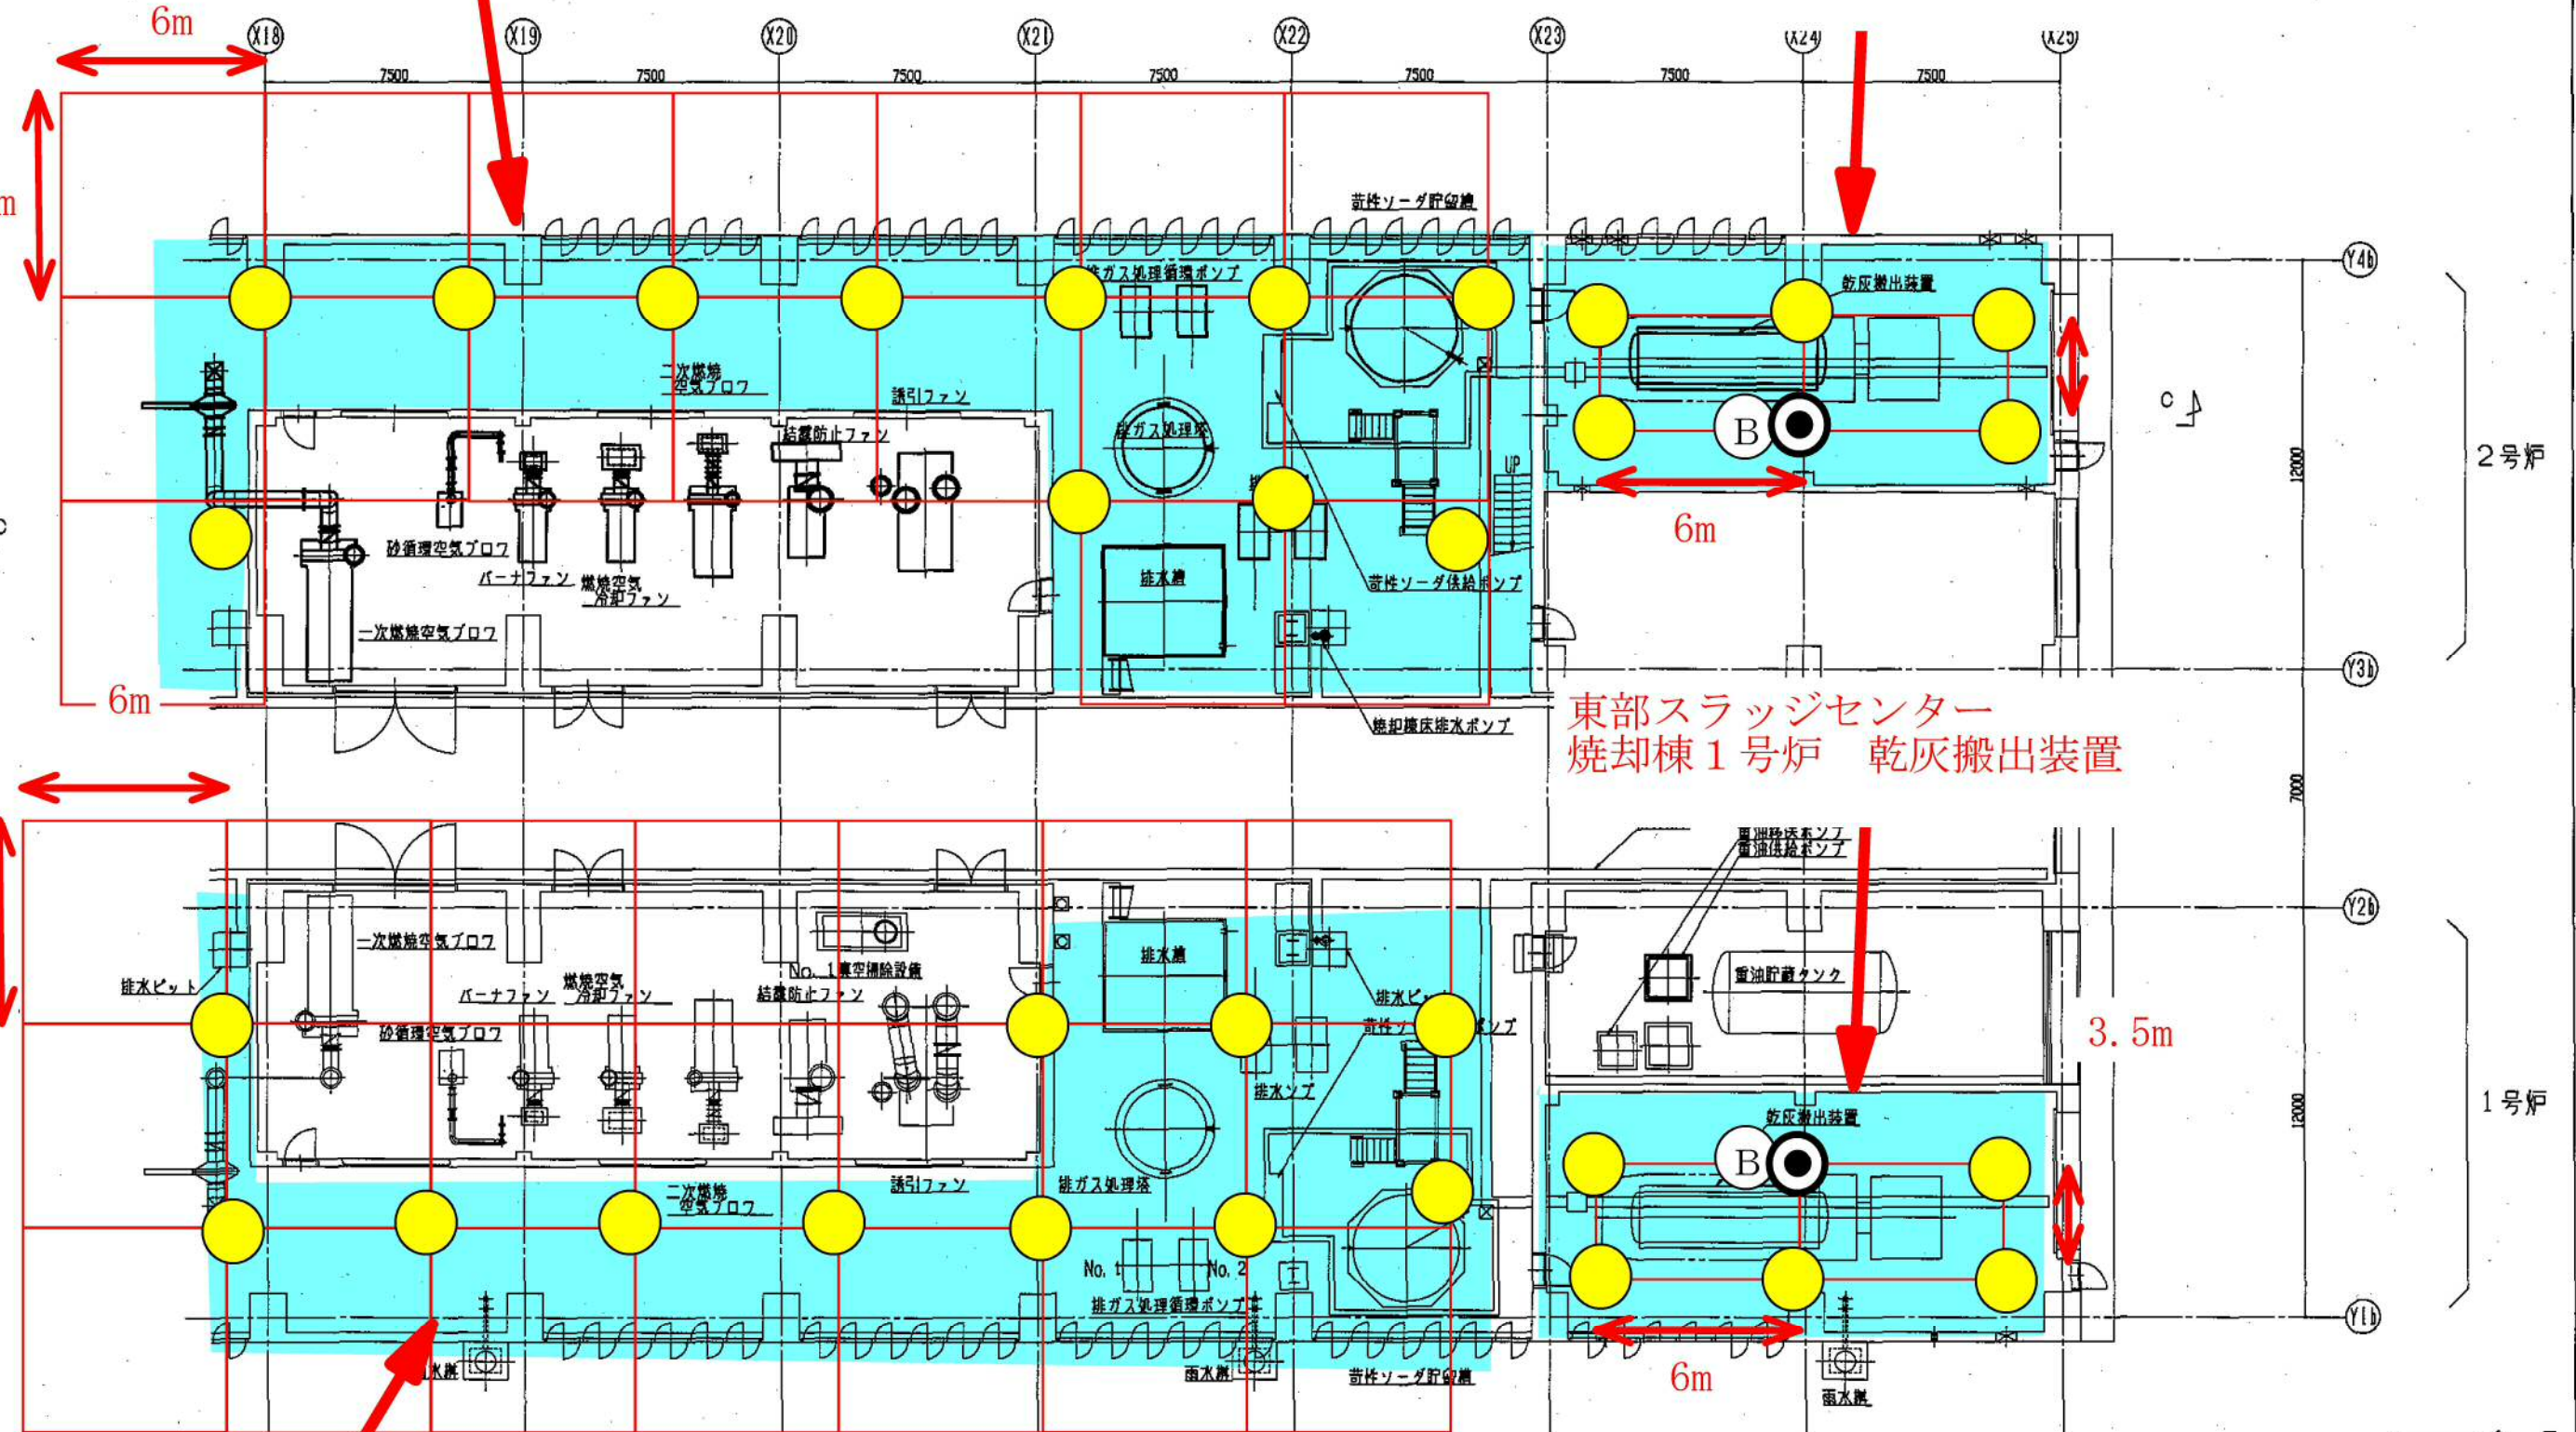 6m
X18
X19
X20
X21
X22
X23
X24
X25
7500
7500
7500
7500
7500
7500
7500
m
苛性ソーダ貯留槽
Y4b
排ガス処理循環ポンプ
乾灰搬出装置
二次燃焼
空気ブロワ
誘引ファン
結露防止ファン
排ガス処理塔
B
2号炉
UP
12000
6m
砂循環空気ブロワ
バーナファン
燃焼空気
冷却ファン
排水槽
苛性ソーダ供給ポンプ
一次燃焼空気ブロワ
Y3b
6m
焼却棟床排水ポンプ
東部スラッジセンター
焼却棟1号炉 乾灰搬出装置
7000
重油移送ポンプ
重油供給ポンプ
Y2b
一次燃焼空気ブロワ
排水槽
No.1真空掃除設備
重油貯蔵タンク
排水ピット
バーナファン
燃焼空気
冷却ファン
結露防止ファン
砂循環空気ブロワ
3.5m
1号炉
12000
乾灰搬出装置
B
二次燃焼
空気ブロワ
誘引ファン
排ガス処理塔
No.1
No.2
排ガス処理循環ポンプ
Y1b
雨水桝
苛性ソーダ貯留槽
6m
雨水桝